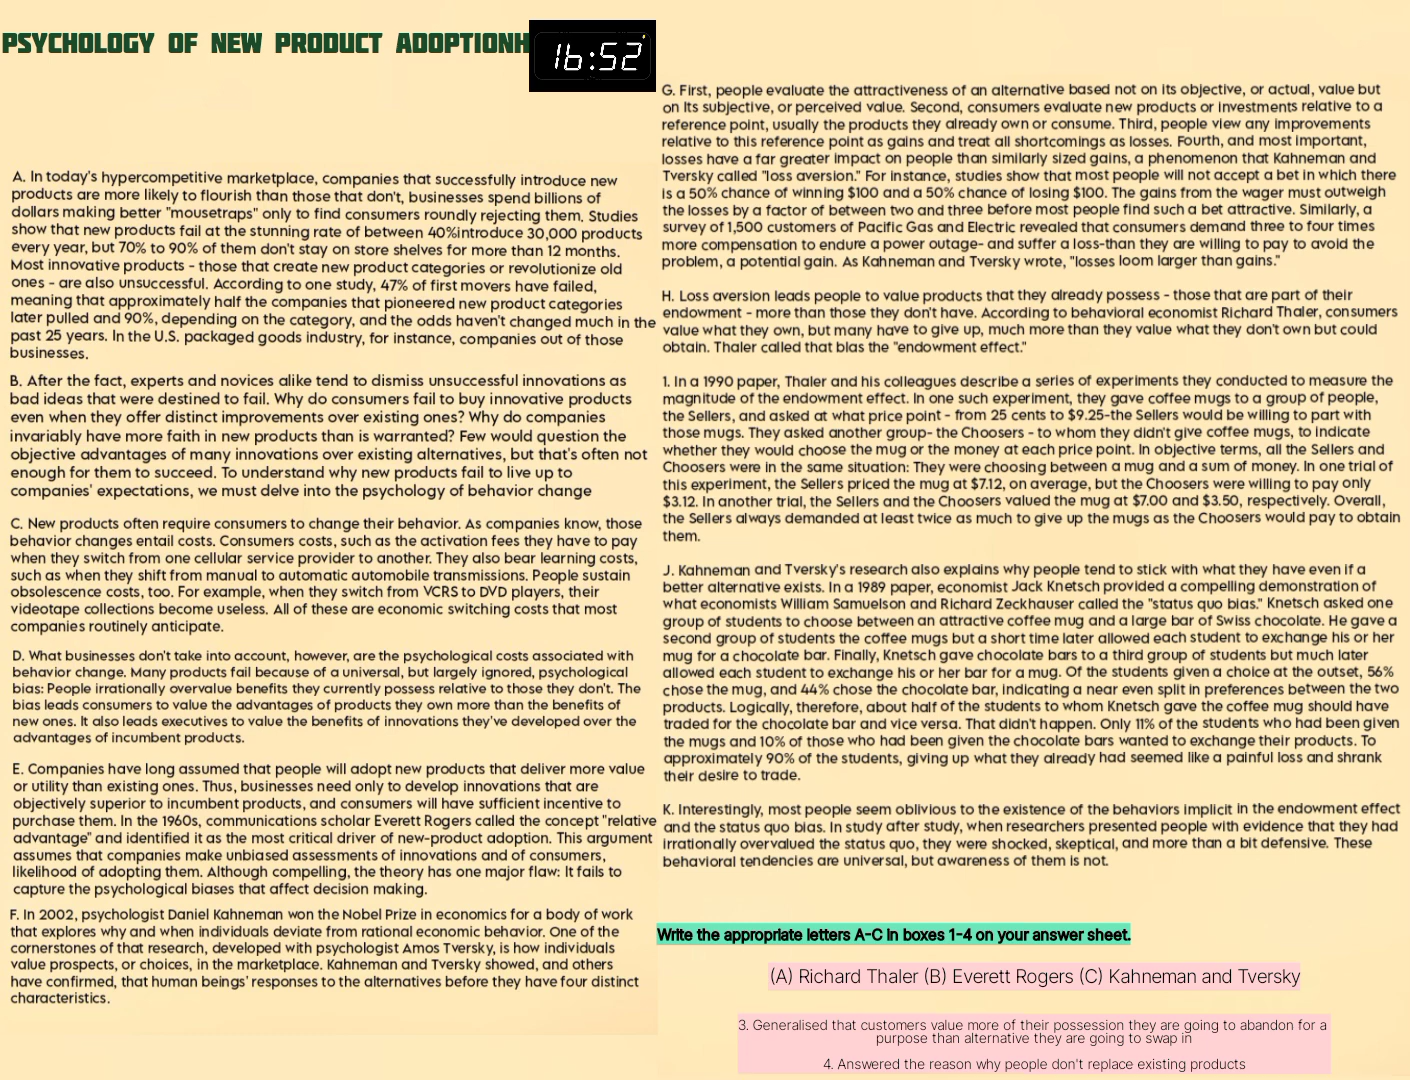 PSYCHOLOGY OF NEW PRODUCT ADOPTIONH
16:52
A. In today's hypercompetitive marketplace, companies that successfully introduce new
products are more likely to flourish than those that don't, businesses spend billions of
dollars making better "mousetraps" only to find consumers roundly rejecting them. Studies
show that new products fail at the stunning rate of between 40%introduce 30,000 products
every year, but 70% to 90% of them don't stay on store shelves for more than 12 months.
Most innovative products - those that create new product categories or revolutionize old
ones - are also unsuccessful. According to one study, 47% of first movers have failed,
meaning that approximately half the companies that pioneered new product categories
later pulled and 90%, depending on the category, and the odds haven't changed much in the
past 25 years. In the U.S. packaged goods industry, for instance, companies out of those
businesses.
B. After the fact, experts and novices alike tend to dismiss unsuccessful innovations as
bad ideas that were destined to fail. Why do consumers fail to buy innovative products
even when they offer distinct improvements over existing ones? Why do companies
invariably have more faith in new products than is warranted? Few would question the
objective advantages of many innovations over existing alternatives, but that's often not
enough for them to succeed. To understand why new products fail to live up to
companies' expectations, we must delve into the psychology of behavior change
C. New products often require consumers to change their behavior. As companies know, those
behavior changes entail costs. Consumers costs, such as the activation fees they have to pay
when they switch from one cellular service provider to another. They also bear learning costs,
such as when they shift from manual to automatic automobile transmissions. People sustain
obsolescence costs, too. For example, when they switch from VCRS to DVD players, their
videotape collections become useless. All of these are economic switching costs that most
companies routinely anticipate.
D. What businesses don't take into account, however, are the psychological costs associated with
behavior change. Many products fail because of a universal, but largely ignored, psychological
bias: People irrationally overvalue benefits they currently possess relative to those they don't. The
bias leads consumers to value the advantages of products they own more than the benefits of
new ones. It also leads executives to value the benefits of innovations they've developed over the
advantages of incumbent products.
E. Companies have long assumed that people will adopt new products that deliver more value
or utility than existing ones. Thus, businesses need only to develop innovations that are
objectively superior to incumbent products, and consumers will have sufficient incentive to
purchase them. In the 1960s, communications scholar Everett Rogers called the concept "relative
advantage" and identified it as the most critical driver of new-product adoption. This argument
assumes that companies make unbiased assessments of innovations and of consumers,
likelihood of adopting them. Although compelling, the theory has one major flaw: It fails to
capture the psychological biases that affect decision making.
F. In 2002, psychologist Daniel Kahneman won the Nobel Prize in economics for a body of work
that explores why and when individuals deviate from rational economic behavior. One of the
cornerstones of that research, developed with psychologist Amos Tversky, is how individuals
value prospects, or choices, in the marketplace. Kahneman and Tversky showed, and others
have confirmed, that human beings' responses to the alternatives before they have four distinct
characteristics.
G. First, people evaluate the attractiveness of an alternative based not on its objective, or actual, value but
on Its subjective, or perceived value. Second, consumers evaluate new products or investments relative to a
reference point, usually the products they already own or consume. Third, people view any improvements
relative to this reference point as gains and treat all shortcomings as losses. Fourth, and most important,
losses have a far greater impact on people than similarly sized gains, a phenomenon that Kahneman and
Tversky called "loss aversion." For instance, studies show that most people will not accept a bet in which there
is a 50% chance of winning $100 and a 50% chance of losing $100. The gains from the wager must outweigh
the losses by a factor of between two and three before most people find such a bet attractive. Similarly, a
survey of 1,500 customers of Pacific Gas and Electric revealed that consumers demand three to four times
more compensation to endure a power outage- and suffer a loss-than they are willing to pay to avoid the
problem, a potential gain. As Kahneman and Tversky wrote, "losses loom larger than gains."
H. Loss aversion leads people to value products that they already possess - those that are part of their
endowment - more than those they don't have. According to behavioral economist Richard Thaler, consumers
value what they own, but many have to give up, much more than they value what they don't own but could
obtain. Thaler called that blas the "endowment effect."
1. In a 1990 paper, Thaler and his colleagues describe a series of experiments they conducted to measure the
magnitude of the endowment effect. In one such experiment, they gave coffee mugs to a group of people,
the Sellers, and asked at what price point - from 25 cents to $9.25-the Sellers would be willing to part with
those mugs. They asked another group- the Choosers - to whom they didn't give coffee mugs, to indicate
whether they would choose the mug or the money at each price point. In objective terms, all the Sellers and
Choosers were in the same situation: They were choosing between a mug and a sum of money. In one trial of
this experiment, the Sellers priced the mug at $7.12, on average, but the Choosers were willing to pay only
$3.12. In another trial, the Sellers and the Choosers valued the mug at $7.00 and $3.50, respectively. Overall,
the Sellers always demanded at least twice as much to give up the mugs as the Choosers would pay to obtain
them.
J. Kahneman and Tversky's research also explains why people tend to stick with what they have even if a
better alternative exists. In a 1989 paper, economist Jack Knetsch provided a compelling demonstration of
what economists William Samuelson and Richard Zeckhauser called the "status quo bias." Knetsch asked one
group of students to choose between an attractive coffee mug and a large bar of Swiss chocolate. He gave a
second group of students the coffee mugs but a short time later allowed each student to exchange his or her
mug for a chocolate bar. Finally, Knetsch gave chocolate bars to a third group of students but much later
allowed each student to exchange his or her bar for a mug. Of the students given a choice at the outset, 56%
chose the mug, and 44% chose the chocolate bar, indicating a near even split in preferences between the two
products. Logically, therefore, about half of the students to whom Knetsch gave the coffee mug should have
traded for the chocolate bar and vice versa. That didn't happen. Only 11% of the students who had been given
the mugs and 10% of those who had been given the chocolate bars wanted to exchange their products. To
approximately 90% of the students, giving up what they already had seemed like a painful loss and shrank
their desire to trade.
K. Interestingly, most people seem oblivious to the existence of the behaviors implicit in the endowment effect
and the status quo bias. In study after study, when researchers presented people with evidence that they had
irrationally overvalued the status quo, they were shocked, skeptical, and more than a bit defensive. These
behavioral tendencies are universal, but awareness of them is not.
Write the appropriate letters A-C in boxes 1-4 on your answer sheet.
(A) Richard Thaler (B) Everett Rogers (C) Kahneman and Tversky
3. Generalised that customers value more of their possession they are going to abandon for a
purpose than alternative they are going to swap in
4. Answered the reason why people don't replace existing products